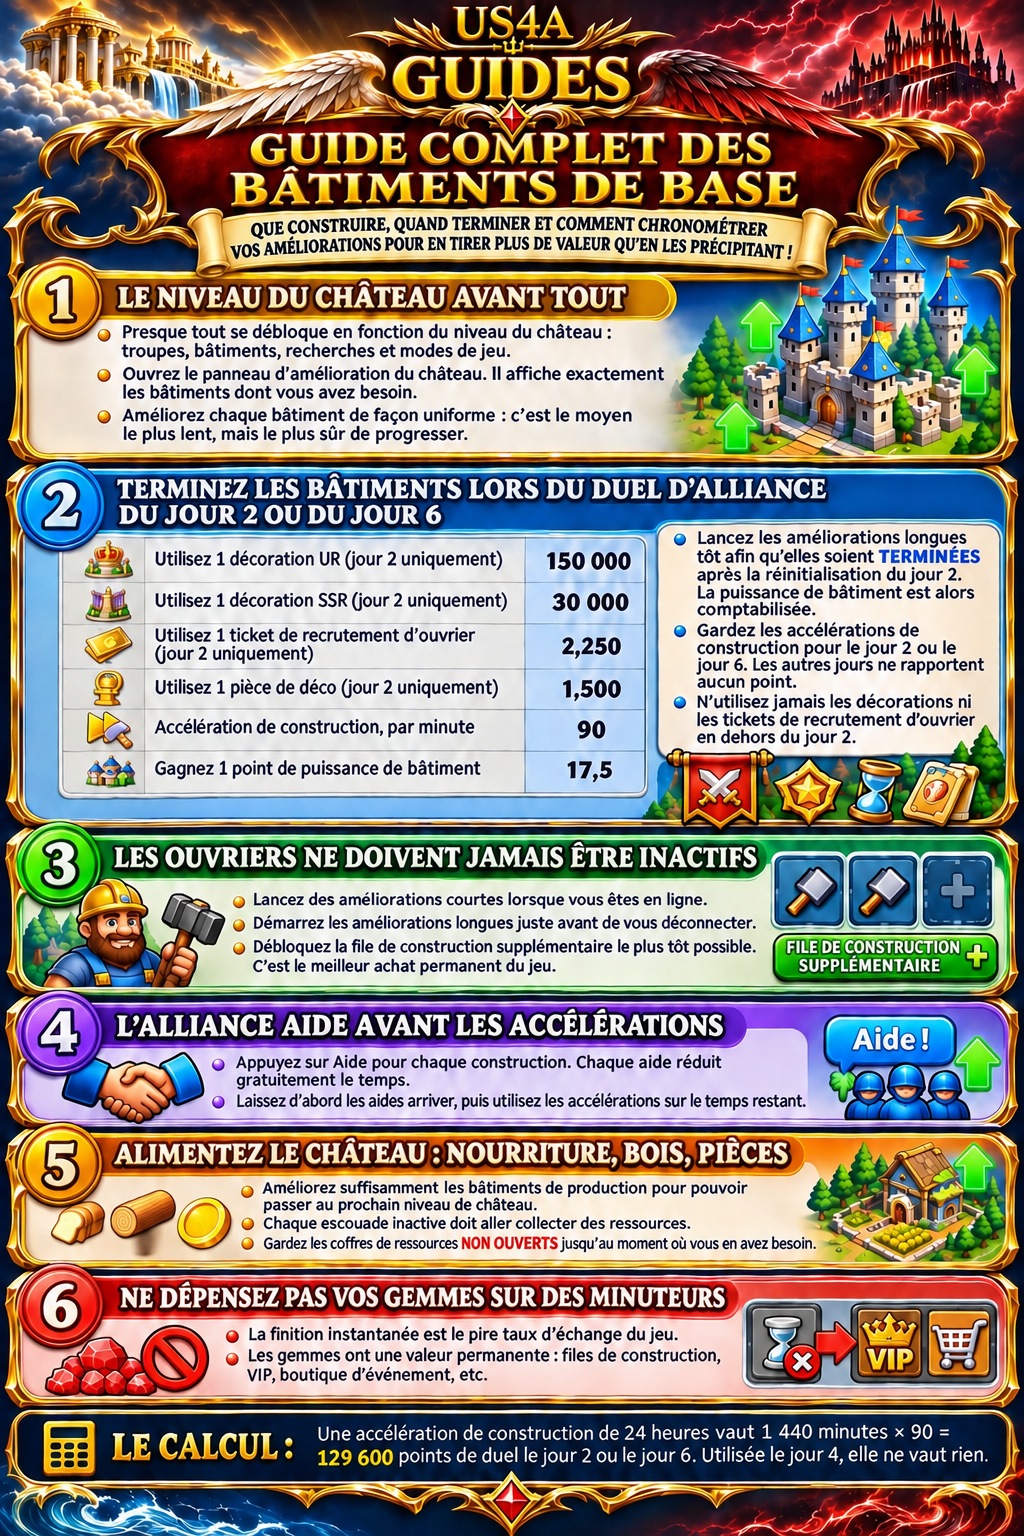 US4A
GUIDES
GUIDE COMPLET DES
BÂTIMENTS DE BASE
QUE CONSTRUIRE, QUAND TERMINER ET COMMENT CHRONOMÉTRER
VOS AMÉLIORATIONS POUR EN TIRER PLUS DE VALEUR QU'EN LES PRÉCIPITANT !
1
LE NIVEAU DU CHÂTEAU AVANT TOUT
Presque tout se débloque en fonction du niveau du château :
troupes, bâtiments, recherches et modes de jeu.
Ouvrez le panneau d'amélioration du château. Il affiche exactement
les bâtiments dont vous avez besoin.
Améliorez chaque bâtiment de façon uniforme : c'est le moyen
le plus lent, mais le plus sûr de progresser.
2
TERMINEZ LES BÂTIMENTS LORS DU DUEL D'ALLIANCE
DU JOUR 2 OU DU JOUR 6
Utilisez 1 décoration UR (jour 2 uniquement)
150 000
Utilisez 1 décoration SSR (jour 2 uniquement)
30 000
Utilisez 1 ticket de recrutement d'ouvrier
(jour 2 uniquement)
2,250
Utilisez 1 pièce de déco (jour 2 uniquement)
1,500
Accélération de construction, par minute
90
Gagnez 1 point de puissance de bâtiment
17,5
Lancez les améliorations longues
tôt afin qu'elles soient TERMINÉES
après la réinitialisation du jour 2.
La puissance de bâtiment est alors
comptabilisée.
Gardez les accélérations de
construction pour le jour 2 ou le
jour 6. Les autres jours ne rapportent
aucun point.
N'utilisez jamais les décorations ni
les tickets de recrutement d'ouvrier
en dehors du jour 2.
3
LES OUVRIERS NE DOIVENT JAMAIS ÊTRE INACTIFS
Lancez des améliorations courtes lorsque vous êtes en ligne.
Démarrez les améliorations longues juste avant de vous déconnecter.
Débloquez la file de construction supplémentaire le plus tôt possible.
C'est le meilleur achat permanent du jeu.
FILE DE CONSTRUCTION
SUPPLÉMENTAIRE
4
L'ALLIANCE AIDE AVANT LES ACCÉLÉRATIONS
Appuyez sur Aide pour chaque construction. Chaque aide réduit
gratuitement le temps.
Laissez d'abord les aides arriver, puis utilisez les accélérations sur le temps restant.
Aide !
5
ALIMENTEZ LE CHÂTEAU : NOURRITURE, BOIS, PIÈCES
Améliorez suffisamment les bâtiments de production pour pouvoir
passer au prochain niveau de château.
Chaque escouade inactive doit aller collecter des ressources.
Gardez les coffres de ressources NON OUVERTS jusqu'au moment où vous en avez besoin.
6
NE DÉPENSEZ PAS VOS GEMMES SUR DES MINUTEURS
La finition instantanée est le pire taux d'échange du jeu.
Les gemmes ont une valeur permanente : files de construction,
VIP, boutique d'événement, etc.
VIP
LE CALCUL :
Une accélération de construction de 24 heures vaut 1 440 minutes × 90 =
129 600 points de duel le jour 2 ou le jour 6. Utilisée le jour 4, elle ne vaut rien.